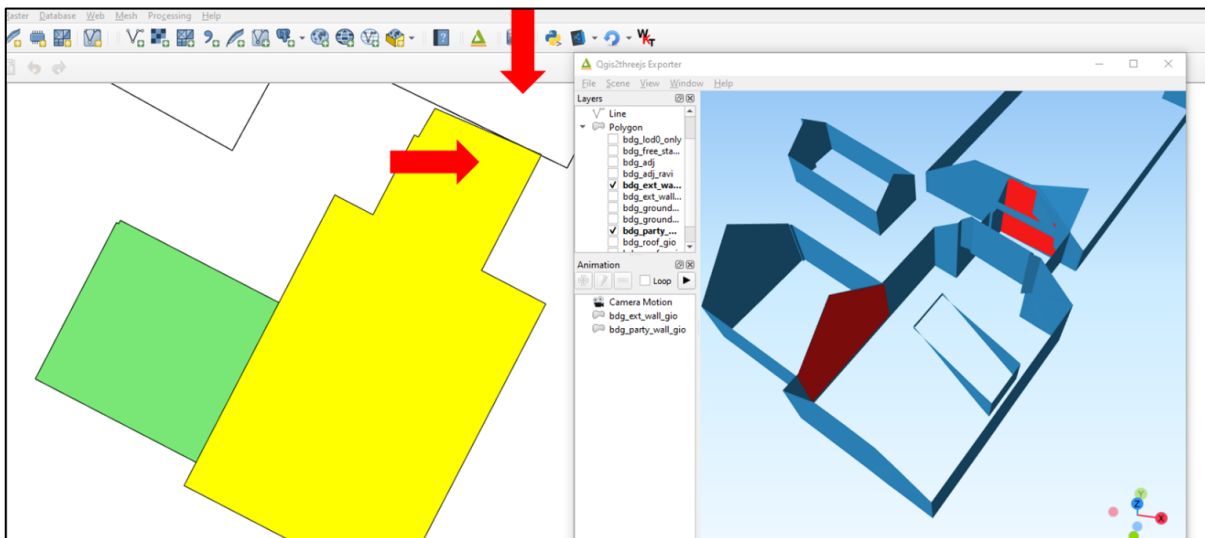 Raster Database Web Mesh Processing Help
Qgis2threejs Exporter
File Scene View Window Help
Layers
Line
Polygon
bdg_lod0_only
bdg_free_sta...
bdg_adj
bdg_adj_ravi
bdg_ext_wa...
bdg_ext_wall...
bdg_ground...
bdg_ground...
bdg_party_...
bdg_roof_gio
Animation
Loop
Camera Motion
bdg_ext_wall_gio
bdg_party_wall_gio
Y
Z
X